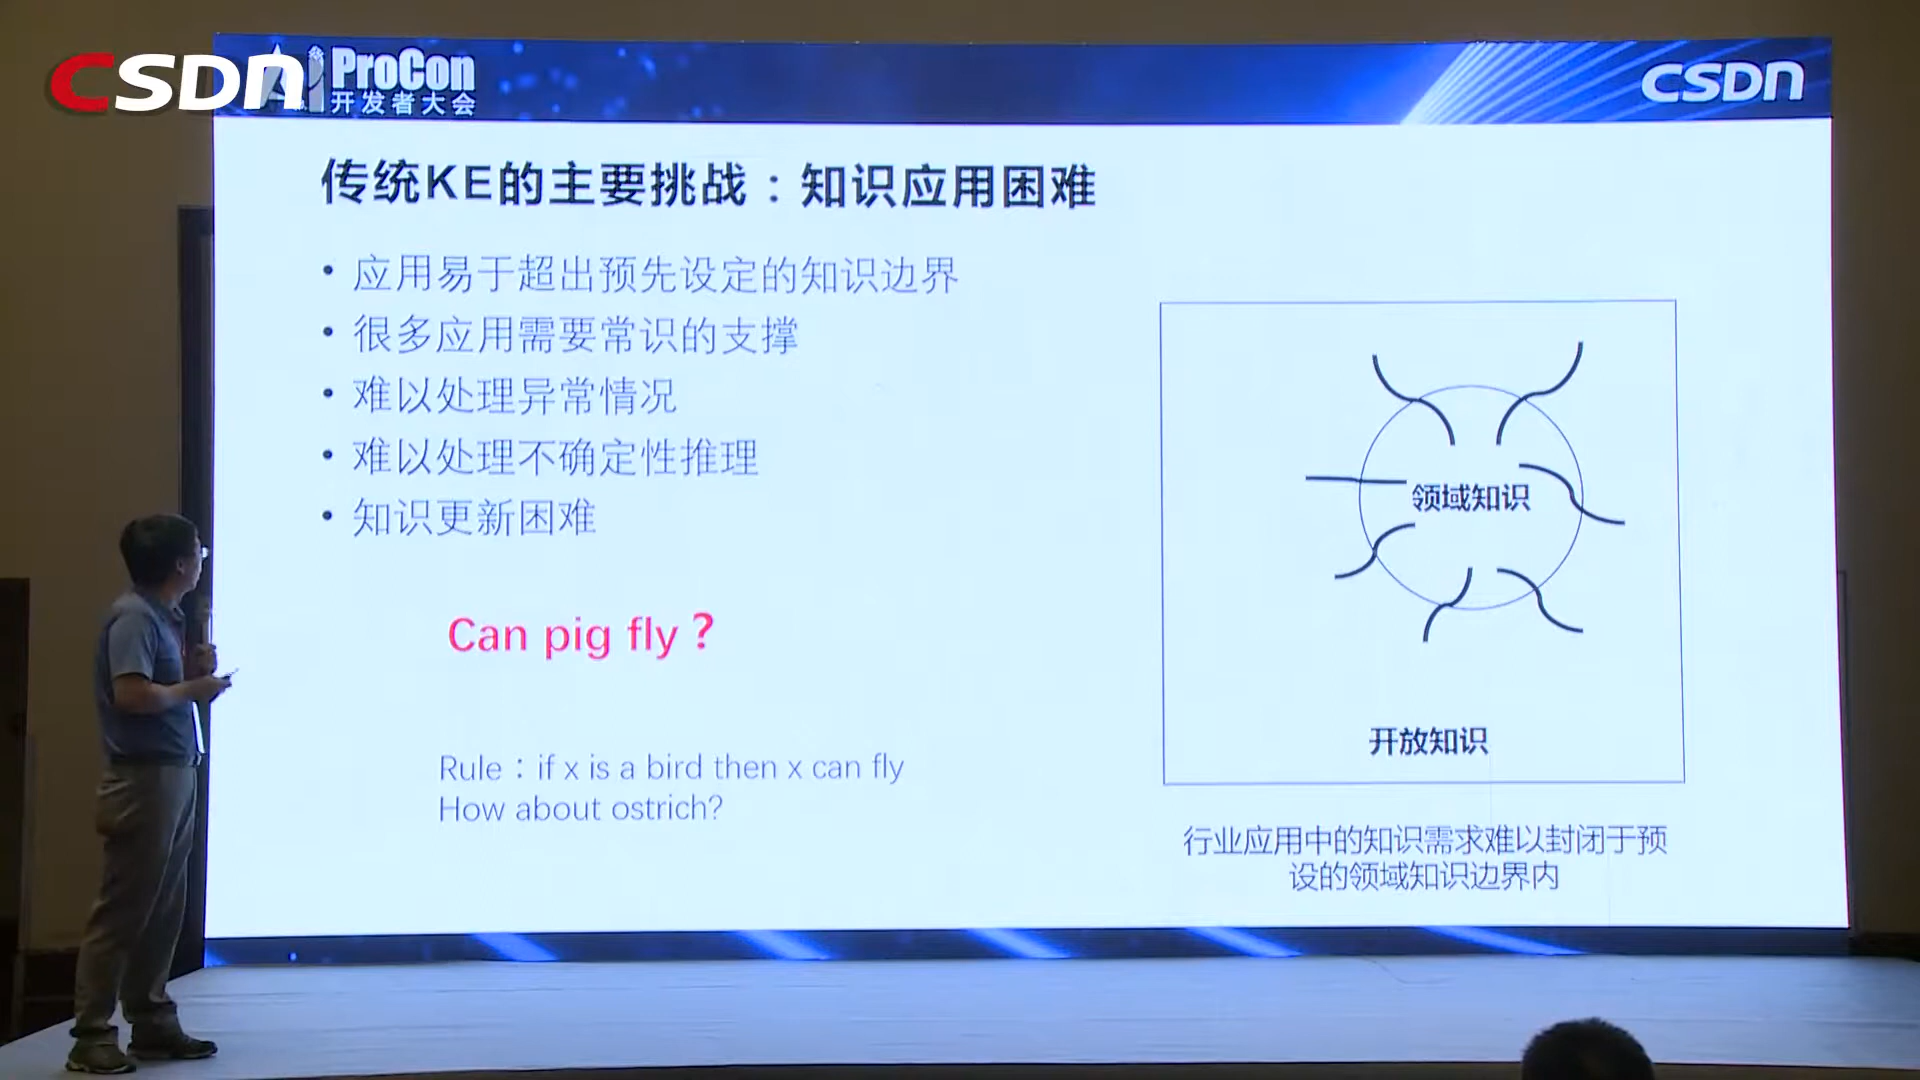 CSDN
AI ProCon
开发者大会
CSDN
传统KE的主要挑战：知识应用困难
• 应用易于超出预先设定的知识边界
• 很多应用需要常识的支撑
• 难以处理异常情况
• 难以处理不确定性推理
• 知识更新困难
Can pig fly？
Rule：if x is a bird then x can fly
How about ostrich?
领域知识
开放知识
行业应用中的知识需求难以封闭于预
设的领域知识边界内